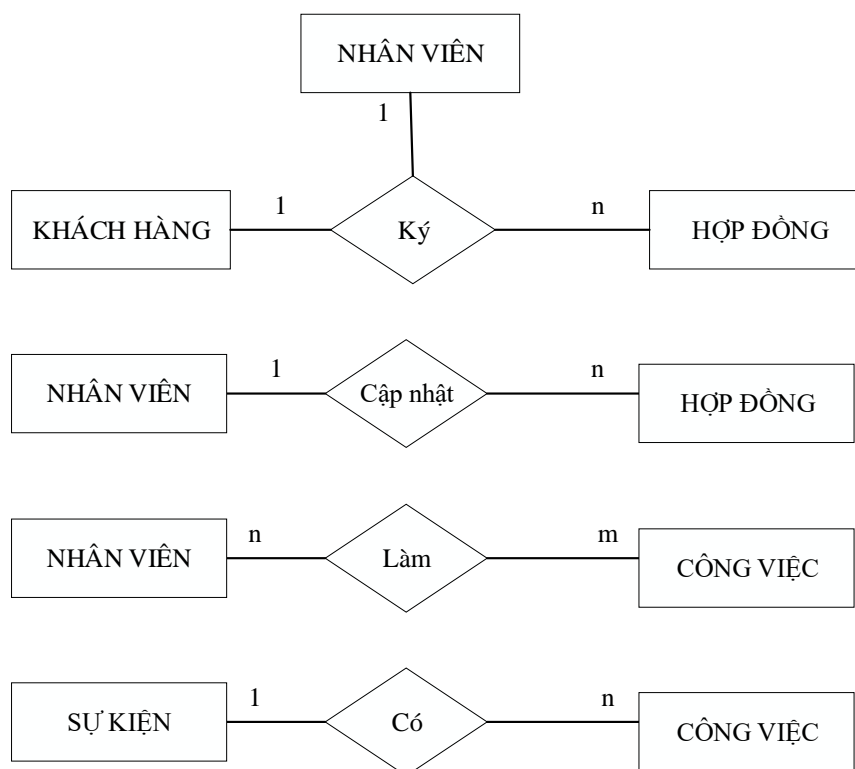 NHÂN VIÊN
1
KHÁCH HÀNG
1
Ký
n
HỢP ĐỒNG
NHÂN VIÊN
1
Cập nhật
n
HỢP ĐỒNG
NHÂN VIÊN
n
Làm
m
CÔNG VIỆC
SỰ KIỆN
1
Có
n
CÔNG VIỆC